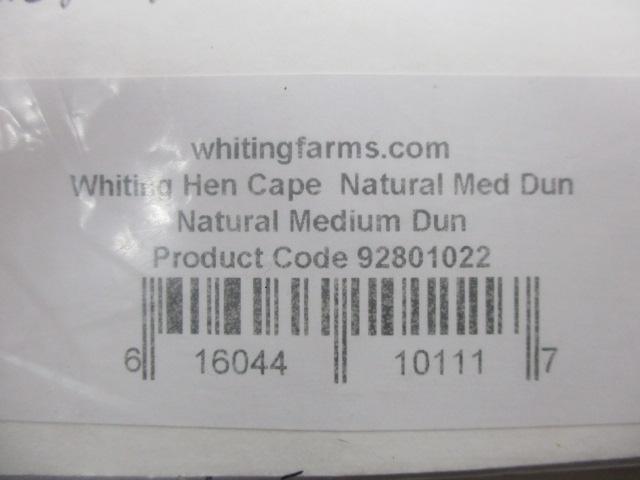 whitingfarms.com
Whiting Hen Cape Natural Med Dun
Natural Medium Dun
Product Code 92801022
6 16044 10111 7